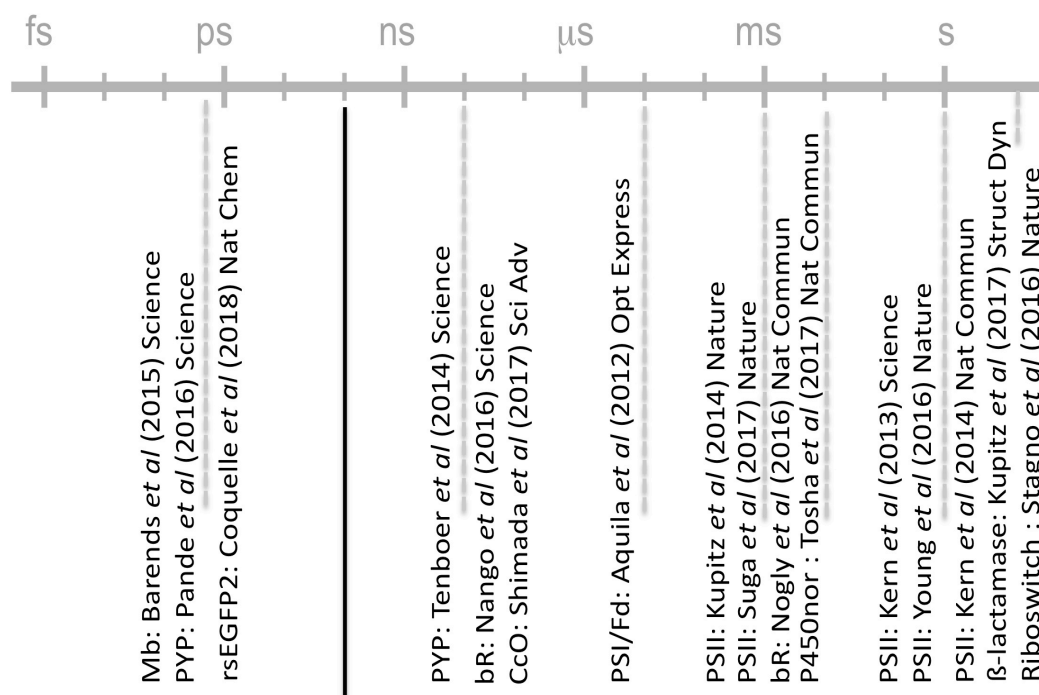 fs ps ns μs ms s
Mb: Barends et al (2015) Science
PYP: Pande et al (2016) Science
rsEGFP2: Coquelle et al (2018) Nat Chem
PYP: Tenboer et al (2014) Science
bR: Nango et al (2016) Science
CcO: Shimada et al (2017) Sci Adv
PSI/Fd: Aquila et al (2012) Opt Express
PSII: Kupitz et al (2014) Nature
PSII: Suga et al (2017) Nature
bR: Nogly et al (2016) Nat Commun
P450nor : Tosha et al (2017) Nat Commun
PSII: Kern et al (2013) Science
PSII: Young et al (2016) Nature
PSII: Kern et al (2014) Nat Commun
ß-lactamase: Kupitz et al (2017) Struct Dyn
Riboswitch : Stagno et al (2016) Nature